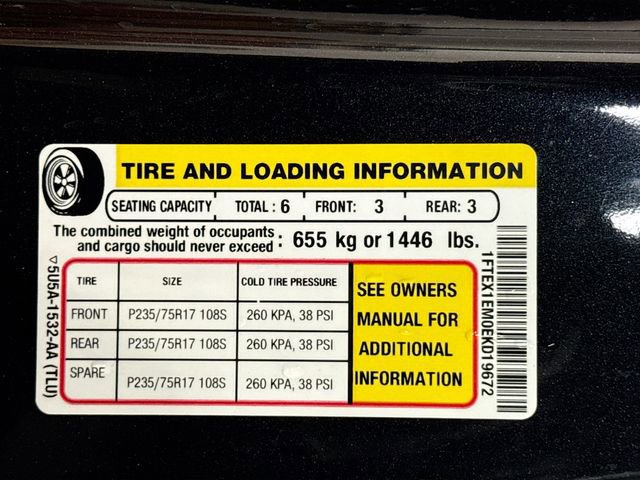 TIRE AND LOADING INFORMATION
SEATING CAPACITY TOTAL : 6 FRONT: 3 REAR: 3
The combined weight of occupants
and cargo should never exceed : 655 kg or 1446 lbs.
TIRE SIZE COLD TIRE PRESSURE
FRONT P235/75R17 108S 260 KPA, 38 PSI
REAR P235/75R17 108S 260 KPA, 38 PSI
SPARE P235/75R17 108S 260 KPA, 38 PSI
SEE OWNERS
MANUAL FOR
ADDITIONAL
INFORMATION
5U5A-1532-AA (TLU)
1FTEX1EM0EKD19672